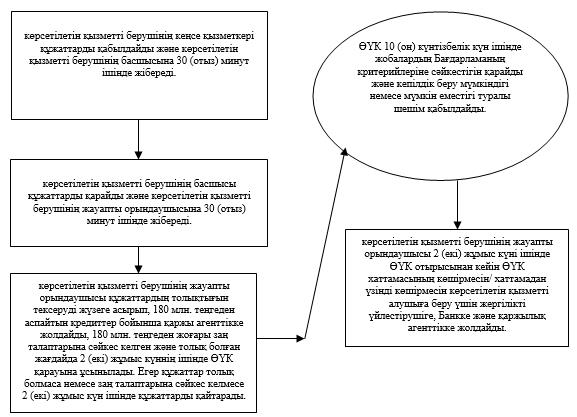 көрсетілетін қызметті берушінің кеңсе қызметкері
құжаттарды қабылдайды және көрсетілетін
қызметті берушінің басшысына 30 (отыз) минут
ішінде жібереді.
көрсетілетін қызметті берушінің басшысы
құжаттарды қарайды және көрсетілетін қызметті
берушінің жауапты орындаушысына 30 (отыз)
минут ішінде жібереді.
көрсетілетін қызметті берушінің жауапты
орындаушысы құжаттардың толықтығын
тексеруді жүзеге асырып, 180 млн. теңгеден
аспайтын кредиттер бойынша қаржы агенттікке
жолдайды, 180 млн. теңгеден жоғары заң
талаптарына сәйкес келген және толық болған
жағдайда 2 (екі) жұмыс күннің ішінде ӨҮК
қарауына ұсынылады. Егер құжаттар толық
болмаса немесе заң талаптарына сәйкес келмесе
2 (екі) жұмыс күн ішінде құжаттарды қайтарады.
ӨҮК 10 (он) күнтізбелік күн ішінде
жобалардың Бағдарламаның
критерийлеріне сәйкестігін қарайды
және кепілдік беру мүмкіндігі
немесе мүмкін еместігі туралы
шешім қабылдайды.
көрсетілетін қызметті берушінің жауапты
орындаушысы 2 (екі) жұмыс күні ішінде
ӨҮК отырысынан кейін ӨҮК
хаттамасының көшірмесін/ хаттамадан
үзінді көшірмесін көрсетілетін қызметті
алушыға беру үшін жергілікті
үйлестірушіге, Банкке және қаржылық
агенттікке жолдайды.